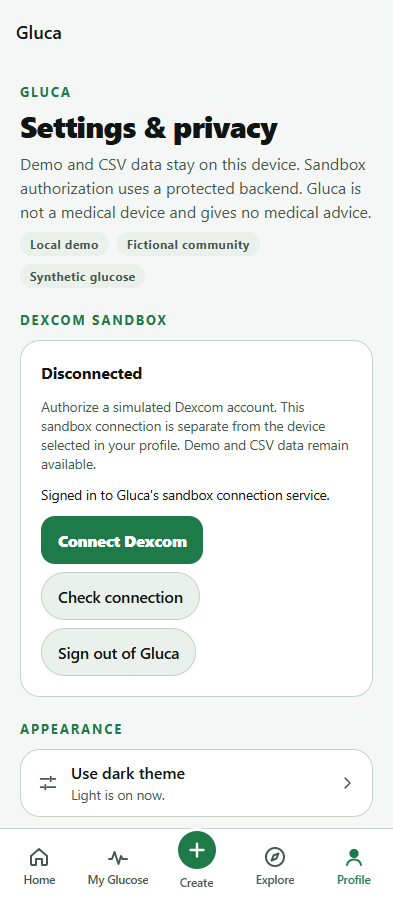 Gluca
GLUCA
Settings & privacy
Demo and CSV data stay on this device. Sandbox
authorization uses a protected backend. Gluca is
not a medical device and gives no medical advice.
Local demo
Fictional community
Synthetic glucose
DEXCOM SANDBOX
Disconnected
Authorize a simulated Dexcom account. This
sandbox connection is separate from the device
selected in your profile. Demo and CSV data remain
available.
Signed in to Gluca's sandbox connection service.
Connect Dexcom
Check connection
Sign out of Gluca
APPEARANCE
Use dark theme
Light is on now.
Home
My Glucose
Create
Explore
Profile